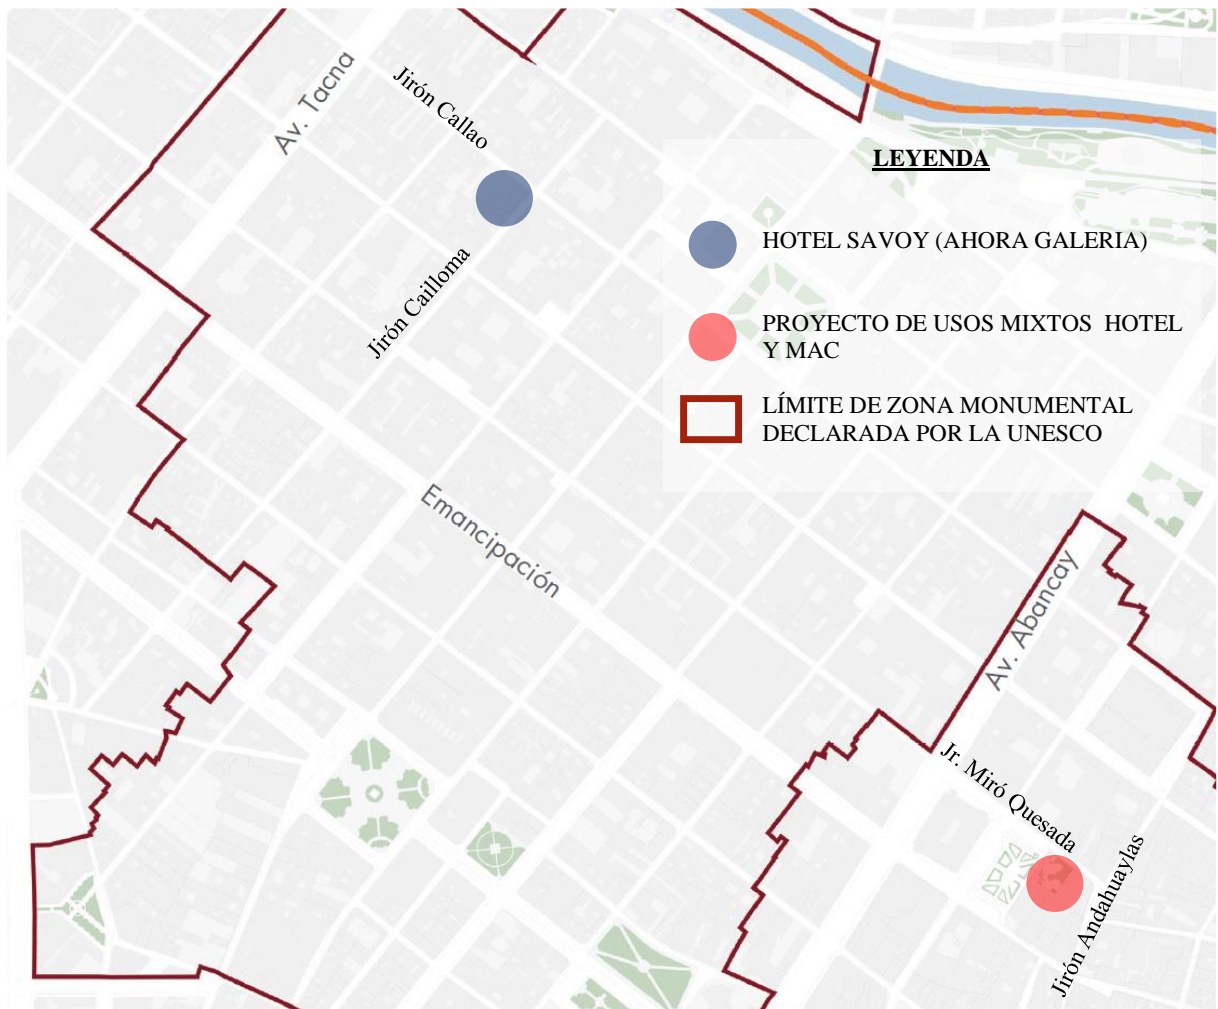 Av. Tacna
Jirón Callao
Jirón Cailloma
LEYENDA
HOTEL SAVOY (AHORA GALERIA)
PROYECTO DE USOS MIXTOS HOTEL
Y MAC
LÍMITE DE ZONA MONUMENTAL
DECLARADA POR LA UNESCO
Emancipación
Av. Abancay
Jr. Miró Quesada
Jirón Andahuaylas